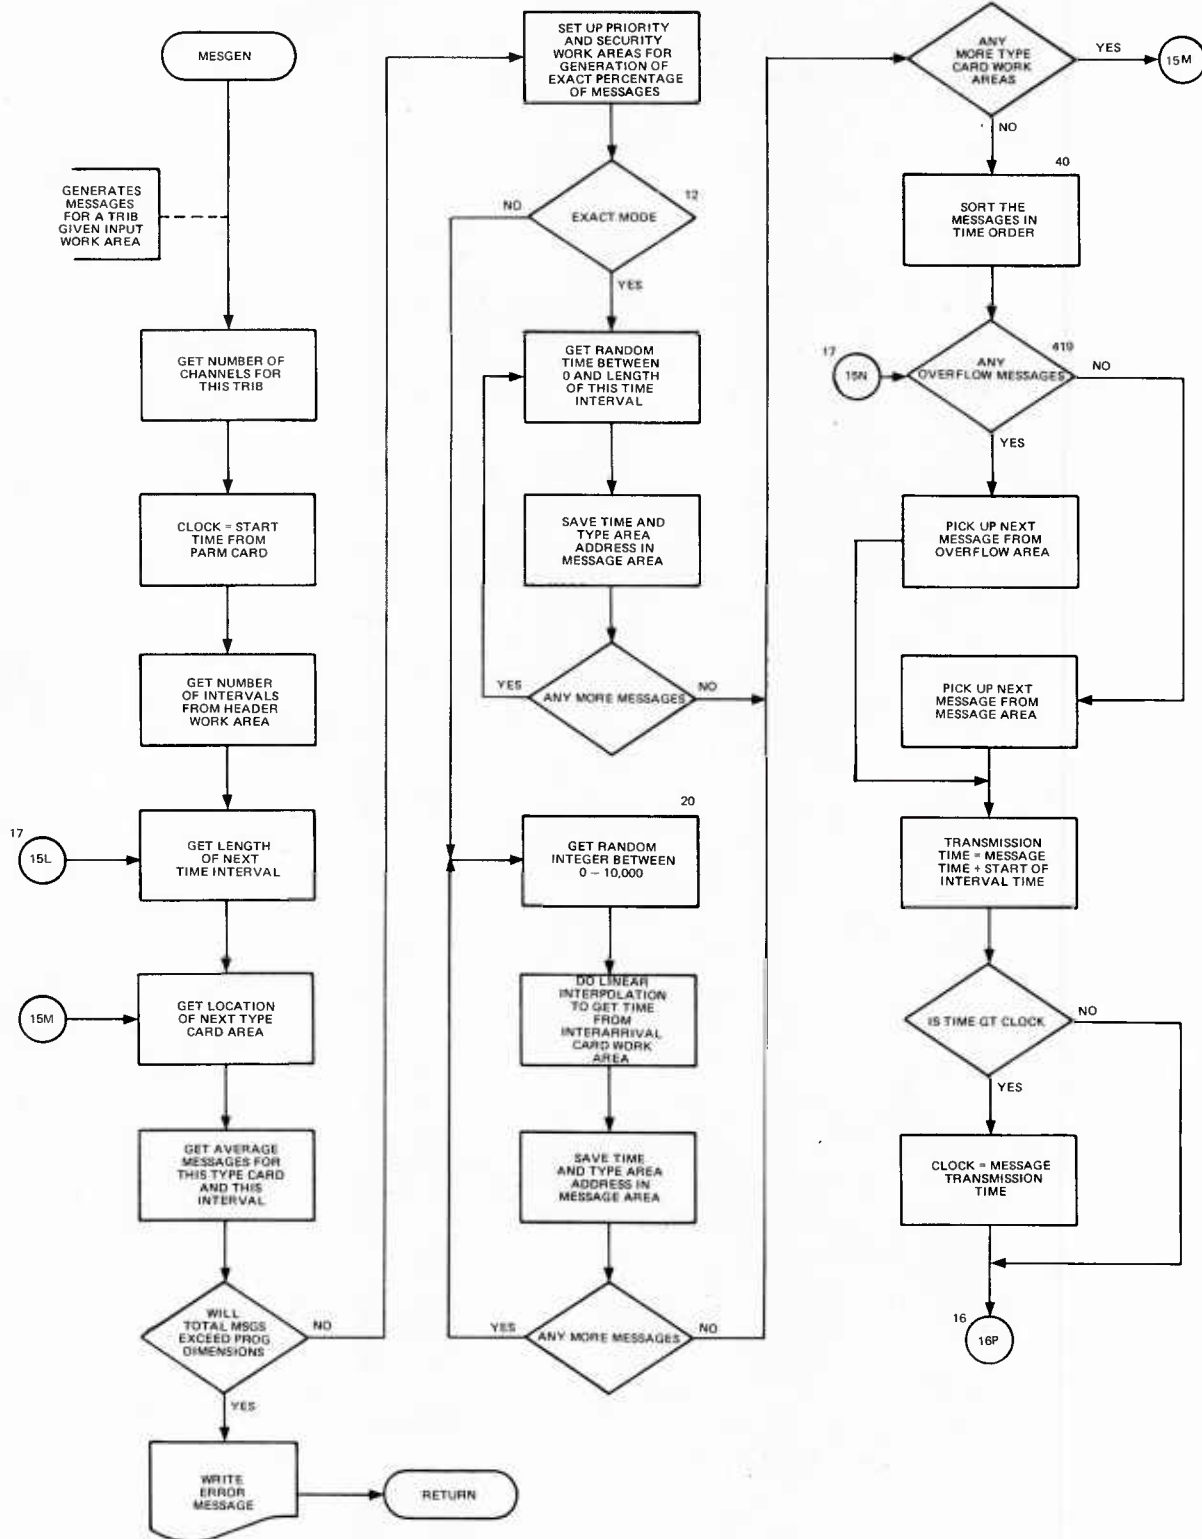 MESGEN
GENERATES
MESSAGES
FOR A TRIB
GIVEN INPUT
WORK AREA
GET NUMBER OF
CHANNELS FOR
THIS TRIB
CLOCK = START
TIME FROM
PARM CARD
GET NUMBER
OF INTERVALS
FROM HEADER
WORK AREA
17
15L
GET LENGTH
OF NEXT
TIME INTERVAL
15M
GET LOCATION
OF NEXT TYPE
CARD AREA
GET AVERAGE
MESSAGES FOR
THIS TYPE CARD
AND THIS
INTERVAL
WILL
TOTAL MSGS
EXCEED PROG
DIMENSIONS
NO
YES
WRITE
ERROR
MESSAGE
RETURN
SET UP PRIORITY
AND SECURITY
WORK AREAS FOR
GENERATION OF
EXACT PERCENTAGE
OF MESSAGES
12
NO
EXACT MODE
YES
GET RANDOM
TIME BETWEEN
0 AND LENGTH
OF THIS TIME
INTERVAL
SAVE TIME AND
TYPE AREA
ADDRESS IN
MESSAGE AREA
YES
ANY MORE MESSAGES
NO
20
GET RANDOM
INTEGER BETWEEN
0 – 10,000
DO LINEAR
INTERPOLATION
TO GET TIME
FROM
INTERARRIVAL
CARD WORK
AREA
SAVE TIME
AND TYPE AREA
ADDRESS IN
MESSAGE AREA
YES
ANY MORE MESSAGES
NO
ANY
MORE TYPE
CARD WORK
AREAS
YES
15M
NO
40
SORT THE
MESSAGES IN
TIME ORDER
17
15N
419
ANY
OVERFLOW MESSAGES
NO
YES
PICK UP NEXT
MESSAGE FROM
OVERFLOW AREA
PICK UP NEXT
MESSAGE FROM
MESSAGE AREA
TRANSMISSION
TIME = MESSAGE
TIME + START OF
INTERVAL TIME
IS TIME GT CLOCK
NO
YES
CLOCK = MESSAGE
TRANSMISSION
TIME
16
16P